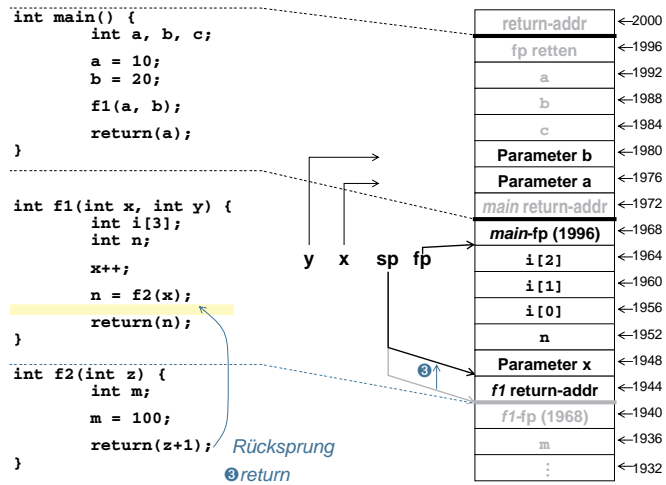 int main() {
int a, b, c;
a = 10;
b = 20;
f1(a, b);
return(a);
}
int f1(int x, int y) {
int i[3];
int n;
x++;
n = f2(x);
return(n);
}
int f2(int z) {
int m;
m = 100;
return(z+1);
}
Rücksprung
❸return
y x sp fp
❸
return-addr 2000
fp retten 1996
a 1992
b 1988
c 1984
Parameter b 1980
Parameter a 1976
main return-addr 1972
main-fp (1996) 1968
i[2] 1964
i[1] 1960
i[0] 1956
n 1952
Parameter x 1948
f1 return-addr 1944
f1-fp (1968) 1940
m 1936
⋮ 1932